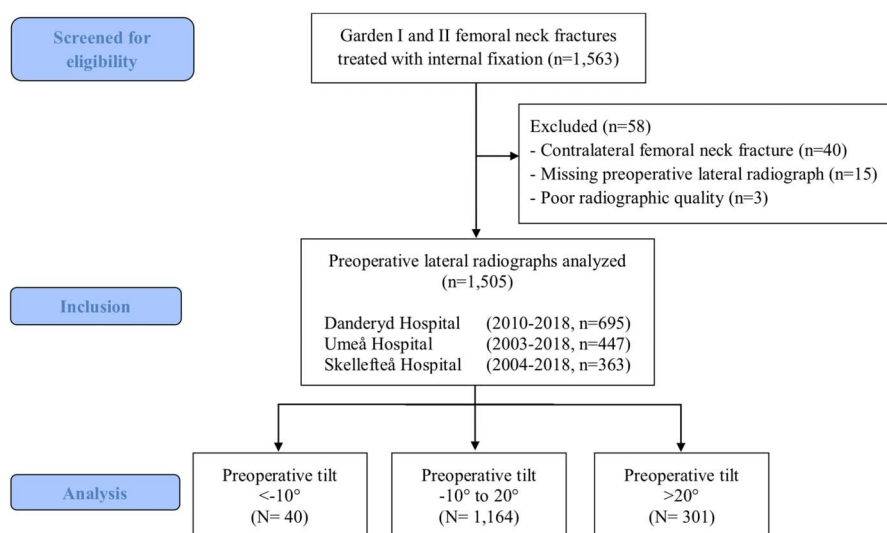 Screened for
eligibility
Garden I and II femoral neck fractures
treated with internal fixation (n=1,563)
Excluded (n=58)
- Contralateral femoral neck fracture (n=40)
- Missing preoperative lateral radiograph (n=15)
- Poor radiographic quality (n=3)
Inclusion
Preoperative lateral radiographs analyzed
(n=1,505)
Danderyd Hospital (2010-2018, n=695)
Umeå Hospital (2003-2018, n=447)
Skellefteå Hospital (2004-2018, n=363)
Analysis
Preoperative tilt
<-10°
(N= 40)
Preoperative tilt
-10° to 20°
(N= 1,164)
Preoperative tilt
>20°
(N= 301)